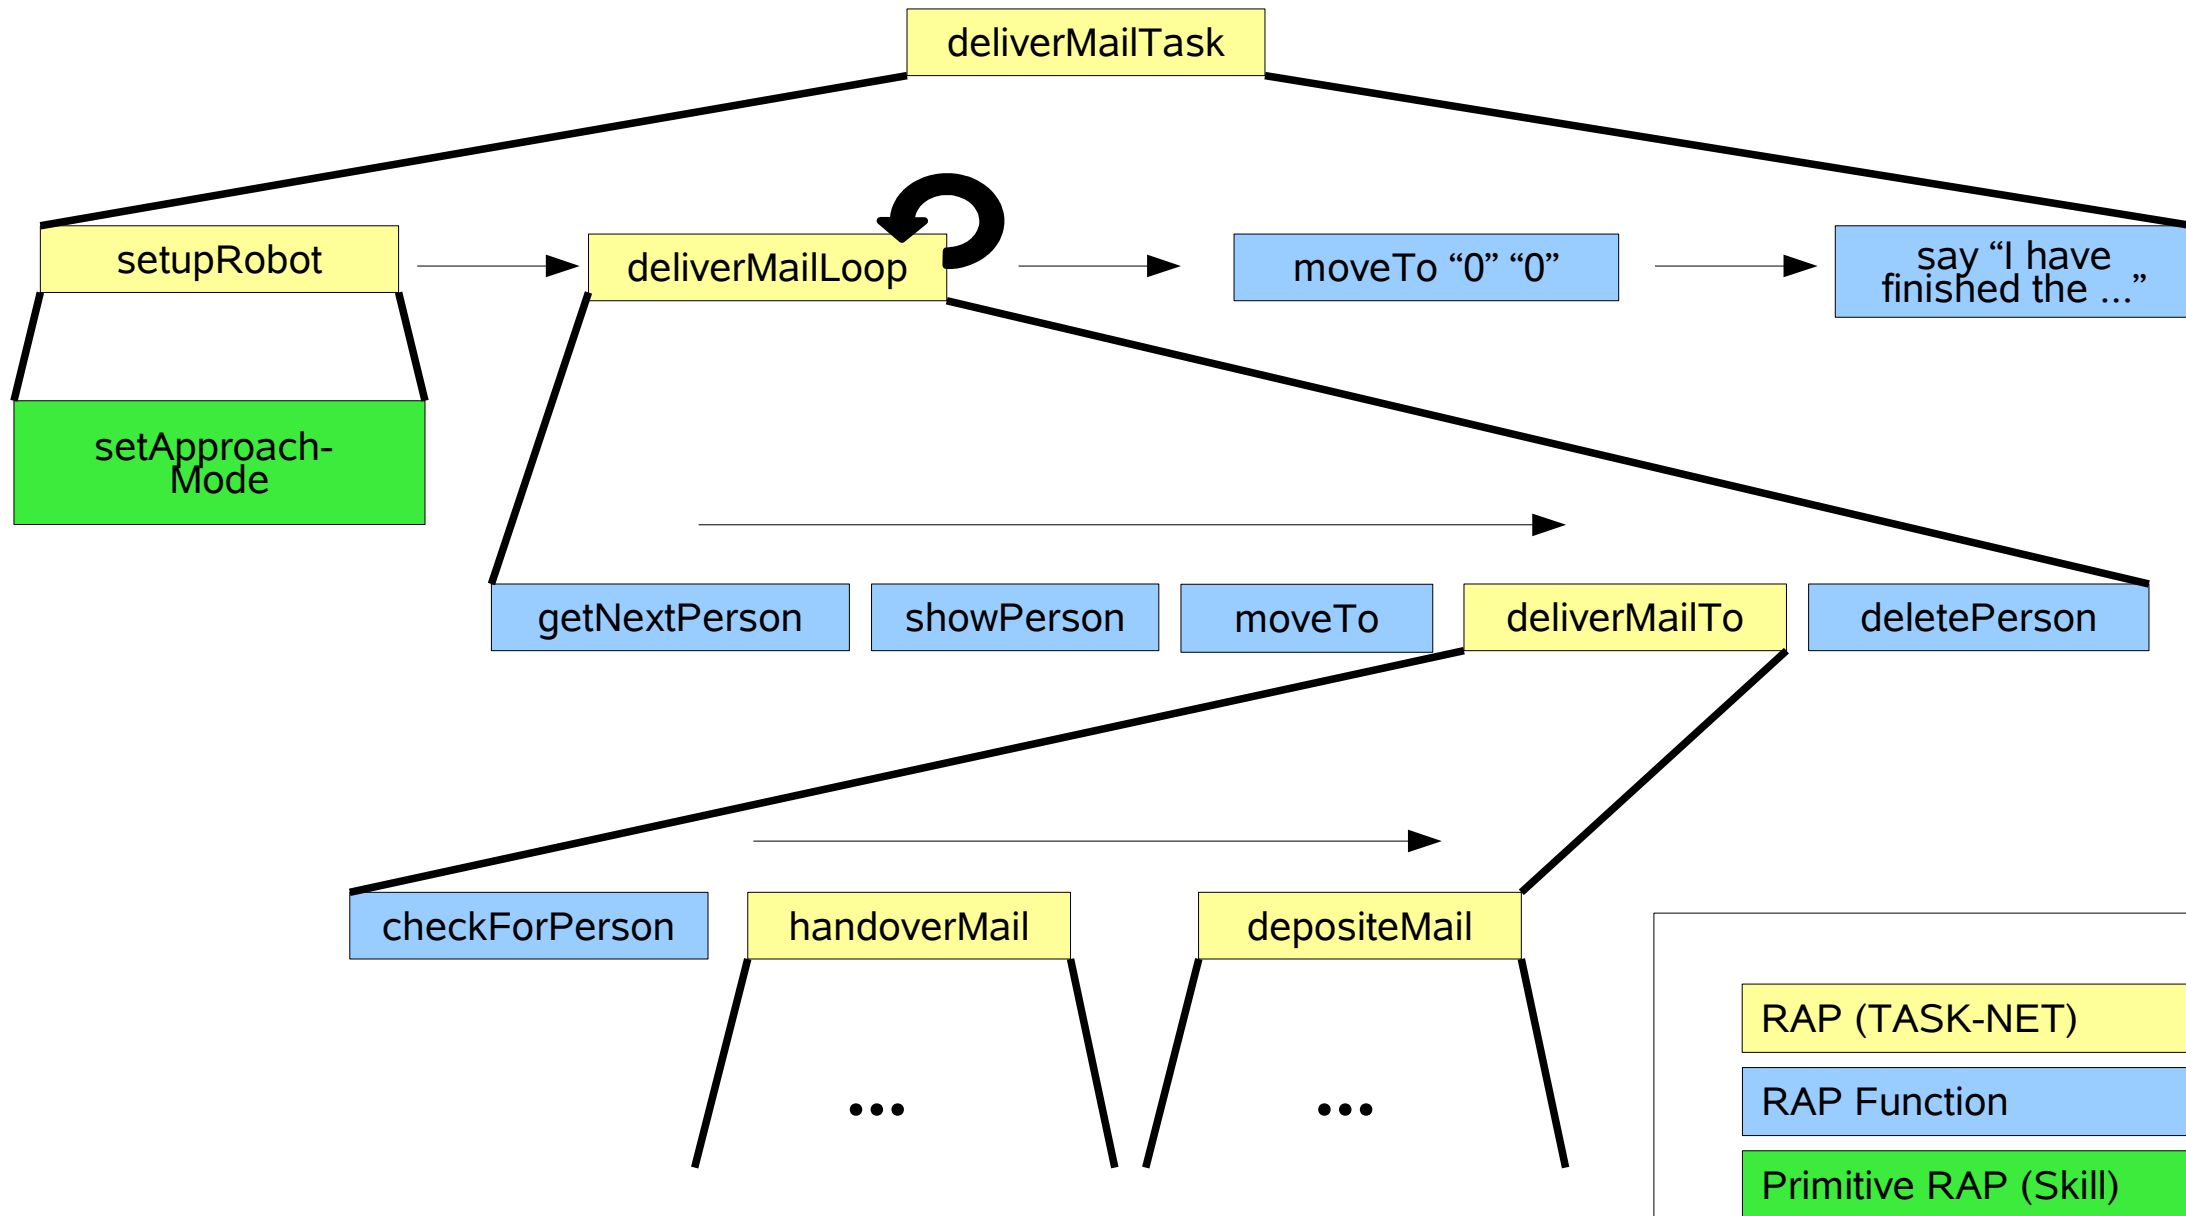 deliverMailTask
setupRobot
deliverMailLoop
moveTo “0” “0”
say “I have
finished the ...”
setApproach-
Mode
getNextPerson
showPerson
moveTo
deliverMailTo
deletePerson
checkForPerson
handoverMail
depositeMail
...
...
RAP (TASK-NET)
RAP Function
Primitive RAP (Skill)